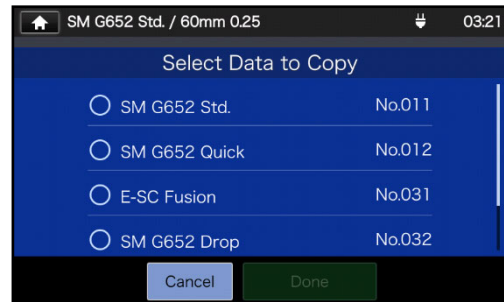 SM G652 Std. / 60mm 0.25 03:21
Select Data to Copy
SM G652 Std. No.011
SM G652 Quick No.012
E-SC Fusion No.031
SM G652 Drop No.032
Cancel Done